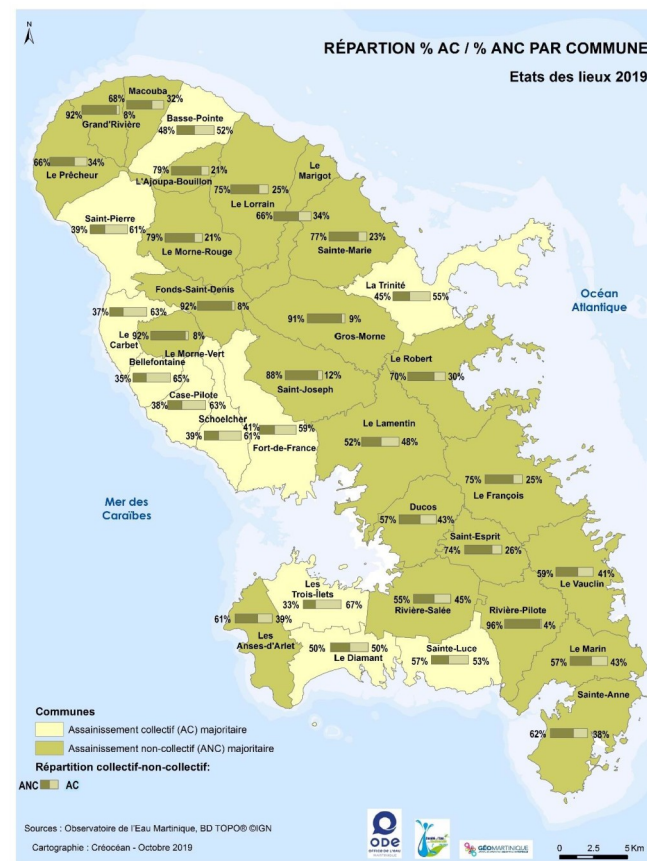 N
RÉPARTION % AC / % ANC PAR COMMUNE
Etats des lieux 2019
Macouba
68% 32%
92% 8%
Grand'Rivière
Basse-Pointe
48% 52%
66% 34%
Le Prêcheur
79% 21%
L'Ajoupa-Bouillon
75% 25%
Le Lorrain
Le
Marigot
66% 34%
Saint-Pierre
39% 61%
79% 21%
Le Morne-Rouge
77% 23%
Sainte-Marie
La Trinité
45% 55%
Océan
Atlantique
Fonds-Saint-Denis
92% 8%
37% 63%
Le
Carbet
92% 8%
Le Morne-Vert
91% 9%
Gros-Morne
Bellefontaine
35% 65%
Le Robert
70% 30%
88% 12%
Saint-Joseph
Case-Pilote
38% 63%
Schoelcher
39% 61%
41% 59%
Fort-de-France
Le Lamentin
52% 48%
75% 25%
Le François
Mer des
Caraïbes
Ducos
57% 43%
Saint-Esprit
74% 26%
59% 41%
Le Vauclin
Les
Trois-Îlets
33% 67%
55% 45%
Rivière-Salée
Rivière-Pilote
96% 4%
61% 39%
Les
Anses-d'Arlet
50% 50%
Le Diamant
Sainte-Luce
57% 53%
Le Marin
57% 43%
Sainte-Anne
62% 38%
Communes
Assainissement collectif (AC) majoritaire
Assainissement non-collectif (ANC) majoritaire
Répartition collectif-non-collectif:
ANC AC
Sources : Observatoire de l'Eau Martinique, BD TOPO® ©IGN
Cartographie : Créocéan - Octobre 2019
ODE
OFFICE DE L'EAU
MARTINIQUE
GÉOMARTINIQUE
0 2.5 5 Km